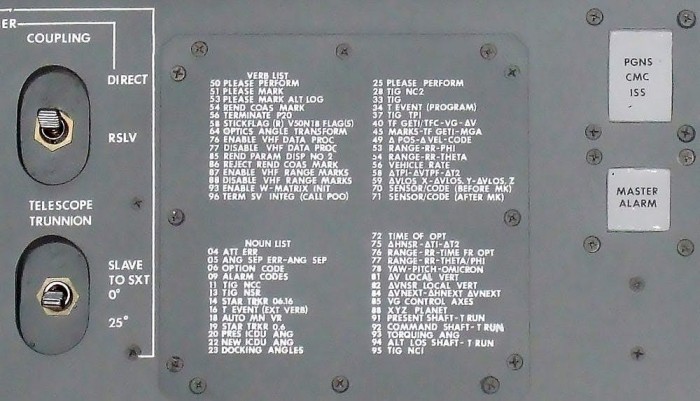 ER
COUPLING
DIRECT
RSLV
TELESCOPE
TRUNNION
SLAVE
TO SXT
0°
25°
VERB LIST
50 PLEASE PERFORM
51 PLEASE MARK
53 PLEASE MARK ALT LOG
54 REND COAS MARK
56 TERMINATE P20
58 STICKFLAG (R) V50N18 FLAG(S)
64 OPTICS ANGLE TRANSFORM
76 ENABLE VHF DATA PROC
77 DISABLE VHF DATA PROC
85 REND PARAM DISP NO 2
86 REJECT REND COAS MARK
87 ENABLE VHF RANGE MARKS
88 DISABLE VHF RANGE MARKS
93 ENABLE W-MATRIX INIT
96 TERM SV INTEG (CALL POO)
NOUN LIST
04 ATT ERR
05 ANG SEP ERR-ANG SEP
06 OPTION CODE
09 ALARM CODES
11 TIG NCC
13 TIG NSR
14 STAR TRKR 06.16
16 T EVENT (EXT VERB)
18 AUTO MN VR
19 STAR TRKR 0.6
20 PRES ICDU ANG
22 NEW ICDU ANG
23 DOCKING ANGLES
25 PLEASE PERFORM
28 TIG NC2
33 TIG
34 T EVENT (PROGRAM)
37 TIG TPI
40 TF GETI/TFC-VG-ΔV
45 MARKS-TF GETI-MGA
49 Δ POS-ΔVEL-CODE
53 RANGE-RR-PHI
54 RANGE-RR-THETA
56 VEHICLE RATE
58 ΔTPI-ΔVTPF-ΔT2
59 ΔVLOS X-ΔVLOS, Y-ΔVLOS, Z
70 SENSOR/CODE (BEFORE MK)
71 SENSOR/CODE (AFTER MK)
72 TIME OF OPT
75 ΔHNSR-ΔT1-ΔT2
76 RANGE-RR-TIME FR OPT
77 RANGE-RR-THETA/PHI
78 YAW-PITCH-OMICRON
81 ΔV LOCAL VERT
82 ΔVNSR LOCAL VERT
84 ΔVNEXT-ΔHNEXT ΔVNEXT
85 VG CONTROL AXES
88 XYZ PLANET
91 PRESENT SHAFT-T RUN
92 COMMAND SHAFT-T RUN
93 TORQUING ANG
94 ALT LOS SHAFT-T RUN
95 TIG NC1
PGNS
CMC
ISS
MASTER
ALARM